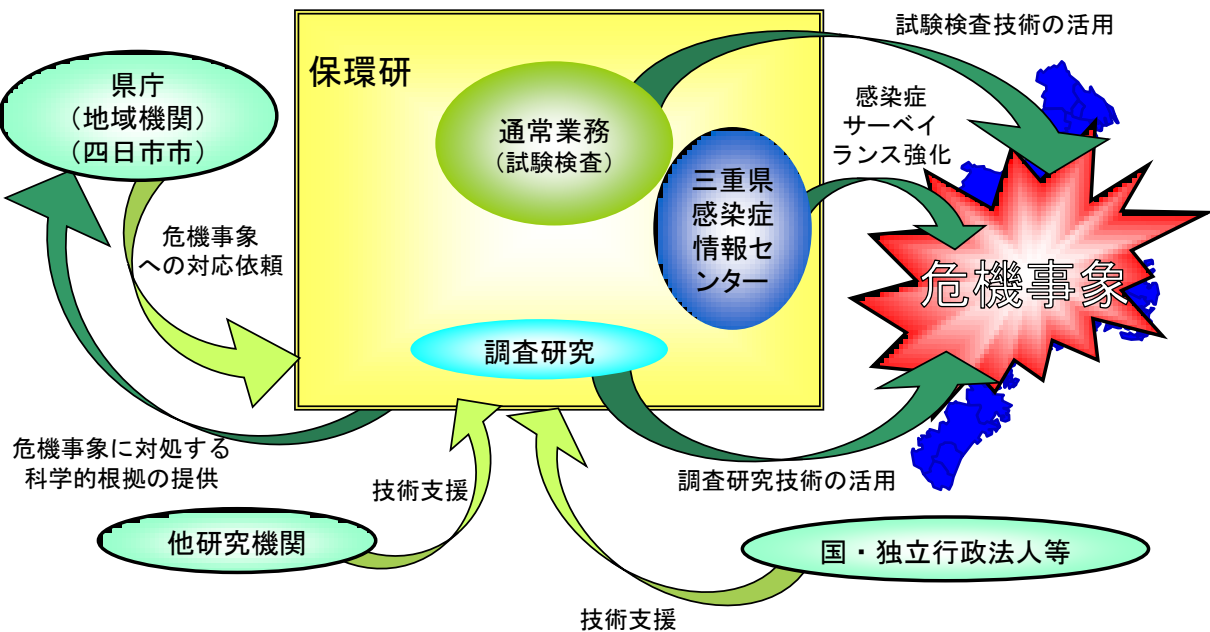 試験検査技術の活用
保環研
県庁
（地域機関）
（四日市市）
通常業務
（試験検査）
感染症
サーベイ
ランス強化
三重県
感染症
情報セ
ンター
危機事象
への対応依頼
危機事象
調査研究
危機事象に対処する
科学的根拠の提供
技術支援
調査研究技術の活用
他研究機関
国・独立行政法人等
技術支援